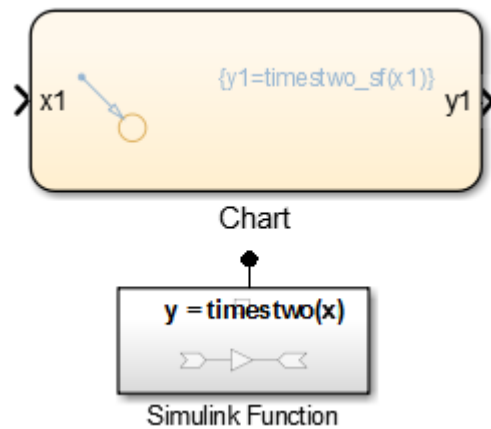 {y1=timestwo_sf(x1)}
x1
y1
Chart
y = timestwo(x)
Simulink Function